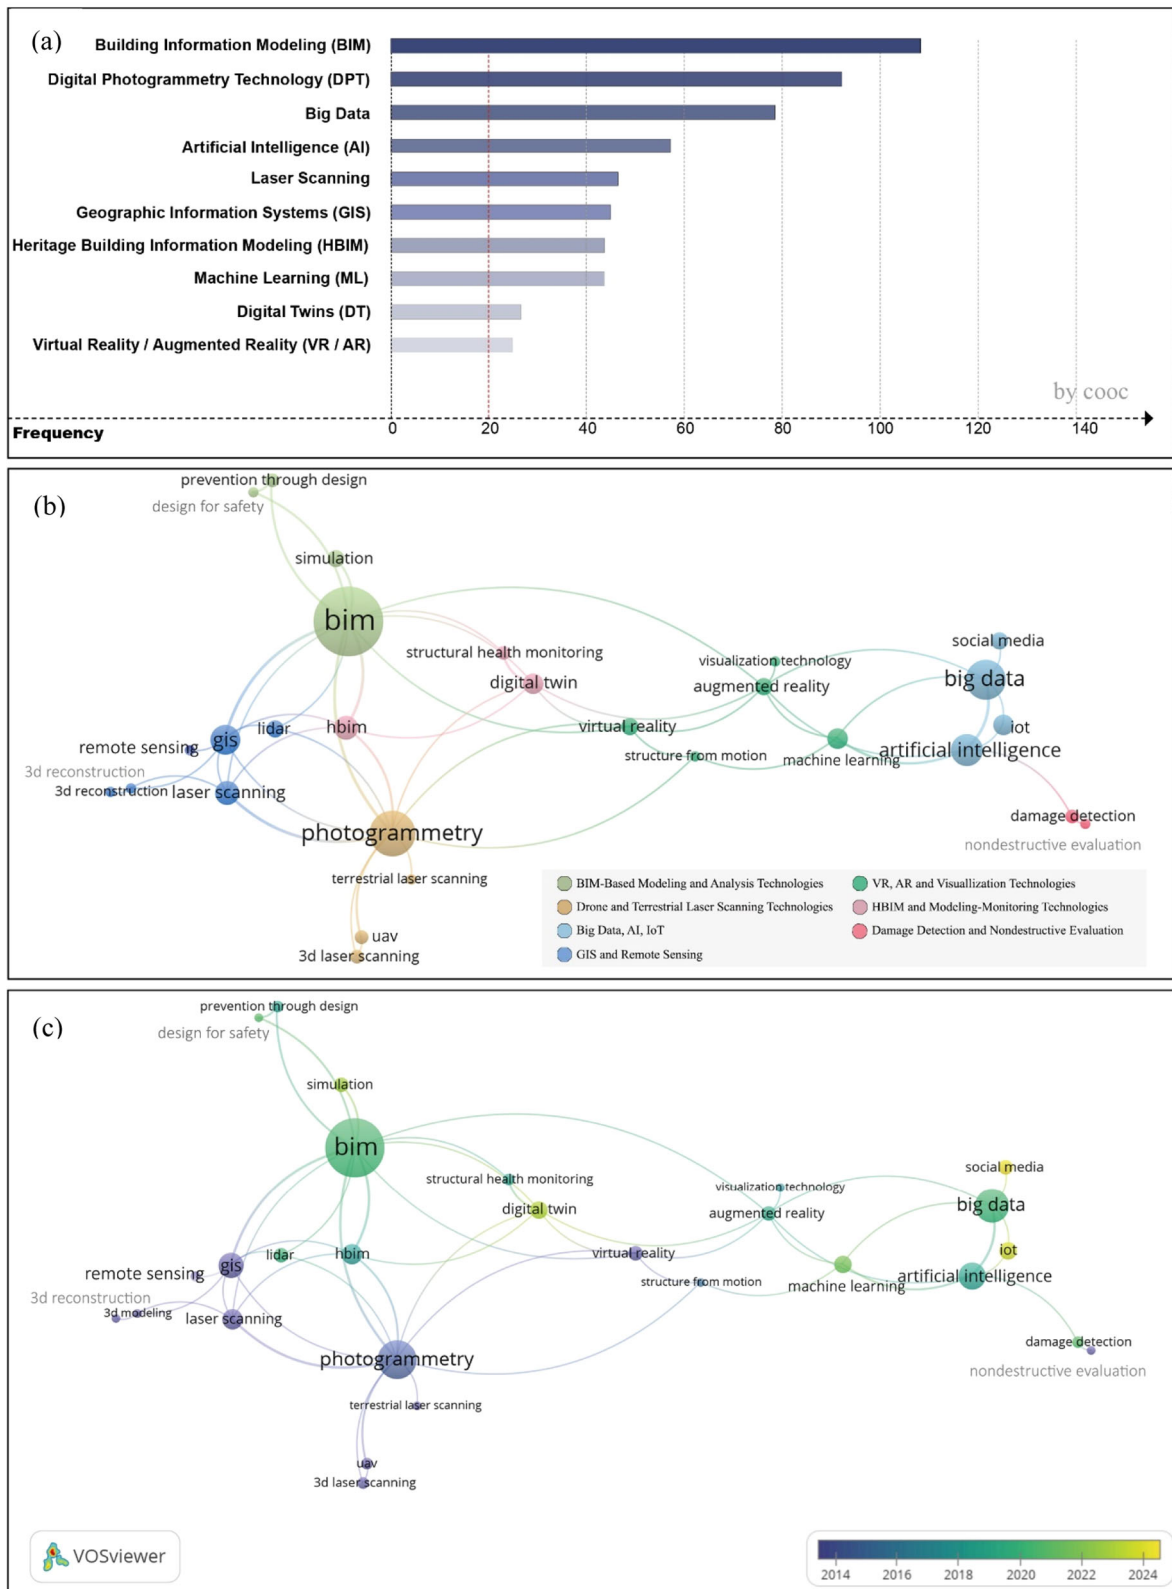 (a)
Building Information Modeling (BIM)
Digital Photogrammetry Technology (DPT)
Big Data
Artificial Intelligence (AI)
Laser Scanning
Geographic Information Systems (GIS)
Heritage Building Information Modeling (HBIM)
Machine Learning (ML)
Digital Twins (DT)
Virtual Reality / Augmented Reality (VR / AR)
by cooc
Frequency
0 20 40 60 80 100 120 140
(b)
prevention through design
design for safety
simulation
bim
structural health monitoring
digital twin
social media
visualization technology
big data
augmented reality
virtual reality
iot
lidar
hbim
gis
remote sensing
structure from motion
machine learning
artificial intelligence
3d reconstruction
3d reconstruction
laser scanning
photogrammetry
damage detection
nondestructive evaluation
terrestrial laser scanning
uav
3d laser scanning
BIM-Based Modeling and Analysis Technologies
Drone and Terrestrial Laser Scanning Technologies
Big Data, AI, IoT
GIS and Remote Sensing
VR, AR and Visuallization Technologies
HBIM and Modeling-Monitoring Technologies
Damage Detection and Nondestructive Evaluation
(c)
prevention through design
design for safety
simulation
bim
structural health monitoring
digital twin
social media
visualization technology
big data
augmented reality
virtual reality
iot
lidar
hbim
gis
remote sensing
structure from motion
machine learning
artificial intelligence
3d reconstruction
3d modeling
laser scanning
photogrammetry
damage detection
nondestructive evaluation
terrestrial laser scanning
uav
3d laser scanning
VOSviewer
2014 2016 2018 2020 2022 2024